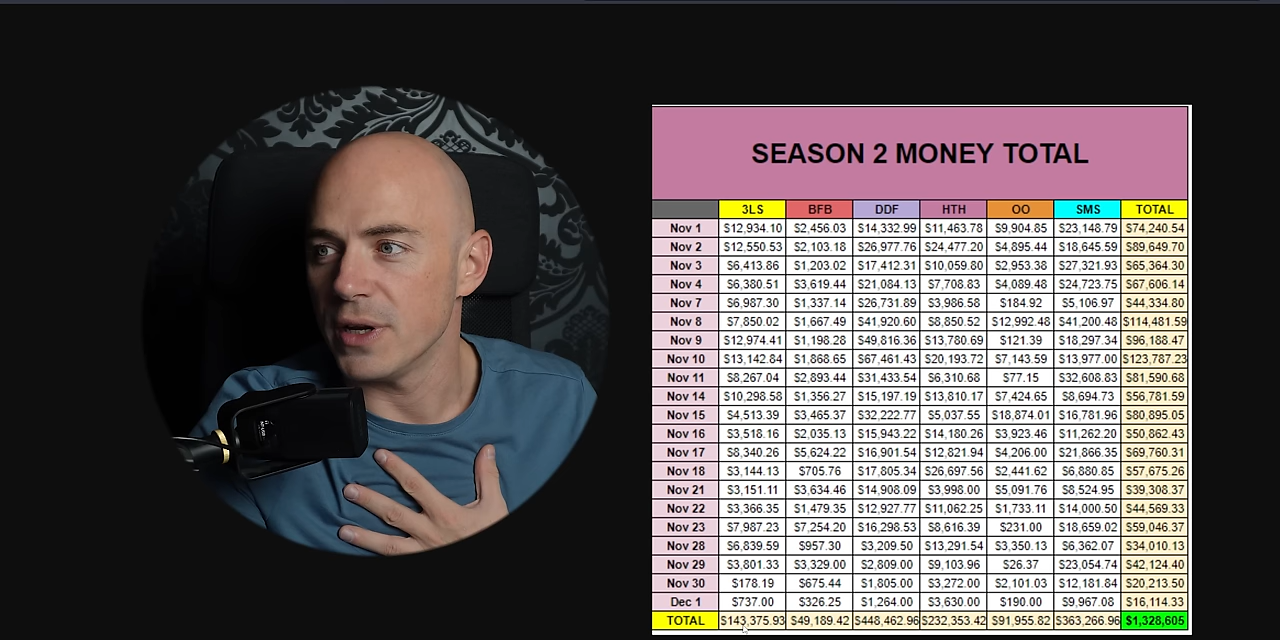 SEASON 2 MONEY TOTAL
3LS BFB DDF HTH OO SMS TOTAL
Nov 1 $12,934.10 $2,456.03 $14,332.99 $11,463.78 $9,904.85 $23,148.79 $74,240.54
Nov 2 $12,550.53 $2,103.18 $26,977.76 $24,477.20 $4,895.44 $18,645.59 $89,649.70
Nov 3 $6,413.86 $1,203.02 $17,412.31 $10,059.80 $2,953.38 $27,321.93 $65,364.30
Nov 4 $6,380.51 $3,619.44 $21,084.13 $7,708.83 $4,089.48 $24,723.75 $67,606.14
Nov 7 $6,987.30 $1,337.14 $26,731.89 $3,986.58 $184.92 $5,106.97 $44,334.80
Nov 8 $7,850.02 $1,667.49 $41,920.60 $8,850.52 $12,992.48 $41,200.48 $114,481.59
Nov 9 $12,974.41 $1,198.28 $49,816.36 $13,780.69 $121.39 $18,297.34 $96,188.47
Nov 10 $13,142.84 $1,868.65 $67,461.43 $20,193.72 $7,143.59 $13,977.00 $123,787.23
Nov 11 $8,267.04 $2,893.44 $31,433.54 $6,310.68 $77.15 $32,608.83 $81,590.68
Nov 14 $10,298.58 $1,356.27 $15,197.19 $13,810.17 $7,424.65 $8,694.73 $56,781.59
Nov 15 $4,513.39 $3,465.37 $32,222.77 $5,037.55 $18,874.01 $16,781.96 $80,895.05
Nov 16 $3,518.16 $2,035.13 $15,943.22 $14,180.26 $3,923.46 $11,262.20 $50,862.43
Nov 17 $8,340.26 $5,624.22 $16,901.54 $12,821.94 $4,206.00 $21,866.35 $69,760.31
Nov 18 $3,144.13 $705.76 $17,805.34 $26,697.56 $2,441.62 $6,880.85 $57,675.26
Nov 21 $3,151.11 $3,634.46 $14,908.09 $3,998.00 $5,091.76 $8,524.95 $39,308.37
Nov 22 $3,366.35 $1,479.35 $12,927.77 $11,062.25 $1,733.11 $14,000.50 $44,569.33
Nov 23 $7,987.23 $7,254.20 $16,298.53 $8,616.39 $231.00 $18,659.02 $59,046.37
Nov 28 $6,839.59 $957.30 $3,209.50 $13,291.54 $3,350.13 $6,362.07 $34,010.13
Nov 29 $3,801.33 $3,329.00 $2,809.00 $9,103.96 $26.37 $23,054.74 $42,124.40
Nov 30 $178.19 $675.44 $1,805.00 $3,272.00 $2,101.03 $12,181.84 $20,213.50
Dec 1 $737.00 $326.25 $1,264.00 $3,630.00 $190.00 $9,967.08 $16,114.33
TOTAL $143,375.93 $49,189.42 $448,462.96 $232,353.42 $91,955.82 $363,266.96 $1,328,605